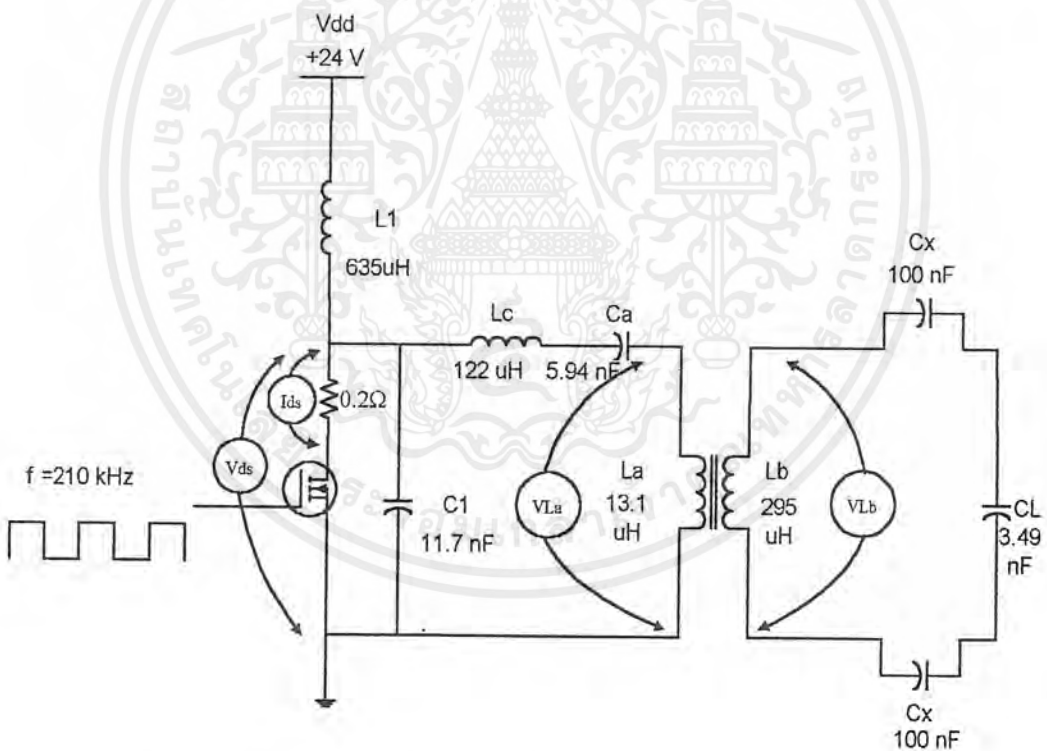 Vdd
+24 V
L1
635uH
Cx
100 nF
Lc
122 uH
Ca
5.94 nF
Ids
0.2Ω
Vds
f =210 kHz
C1
11.7 nF
VLa
La
13.1
uH
Lb
295
uH
VLb
CL
3.49
nF
Cx
100 nF